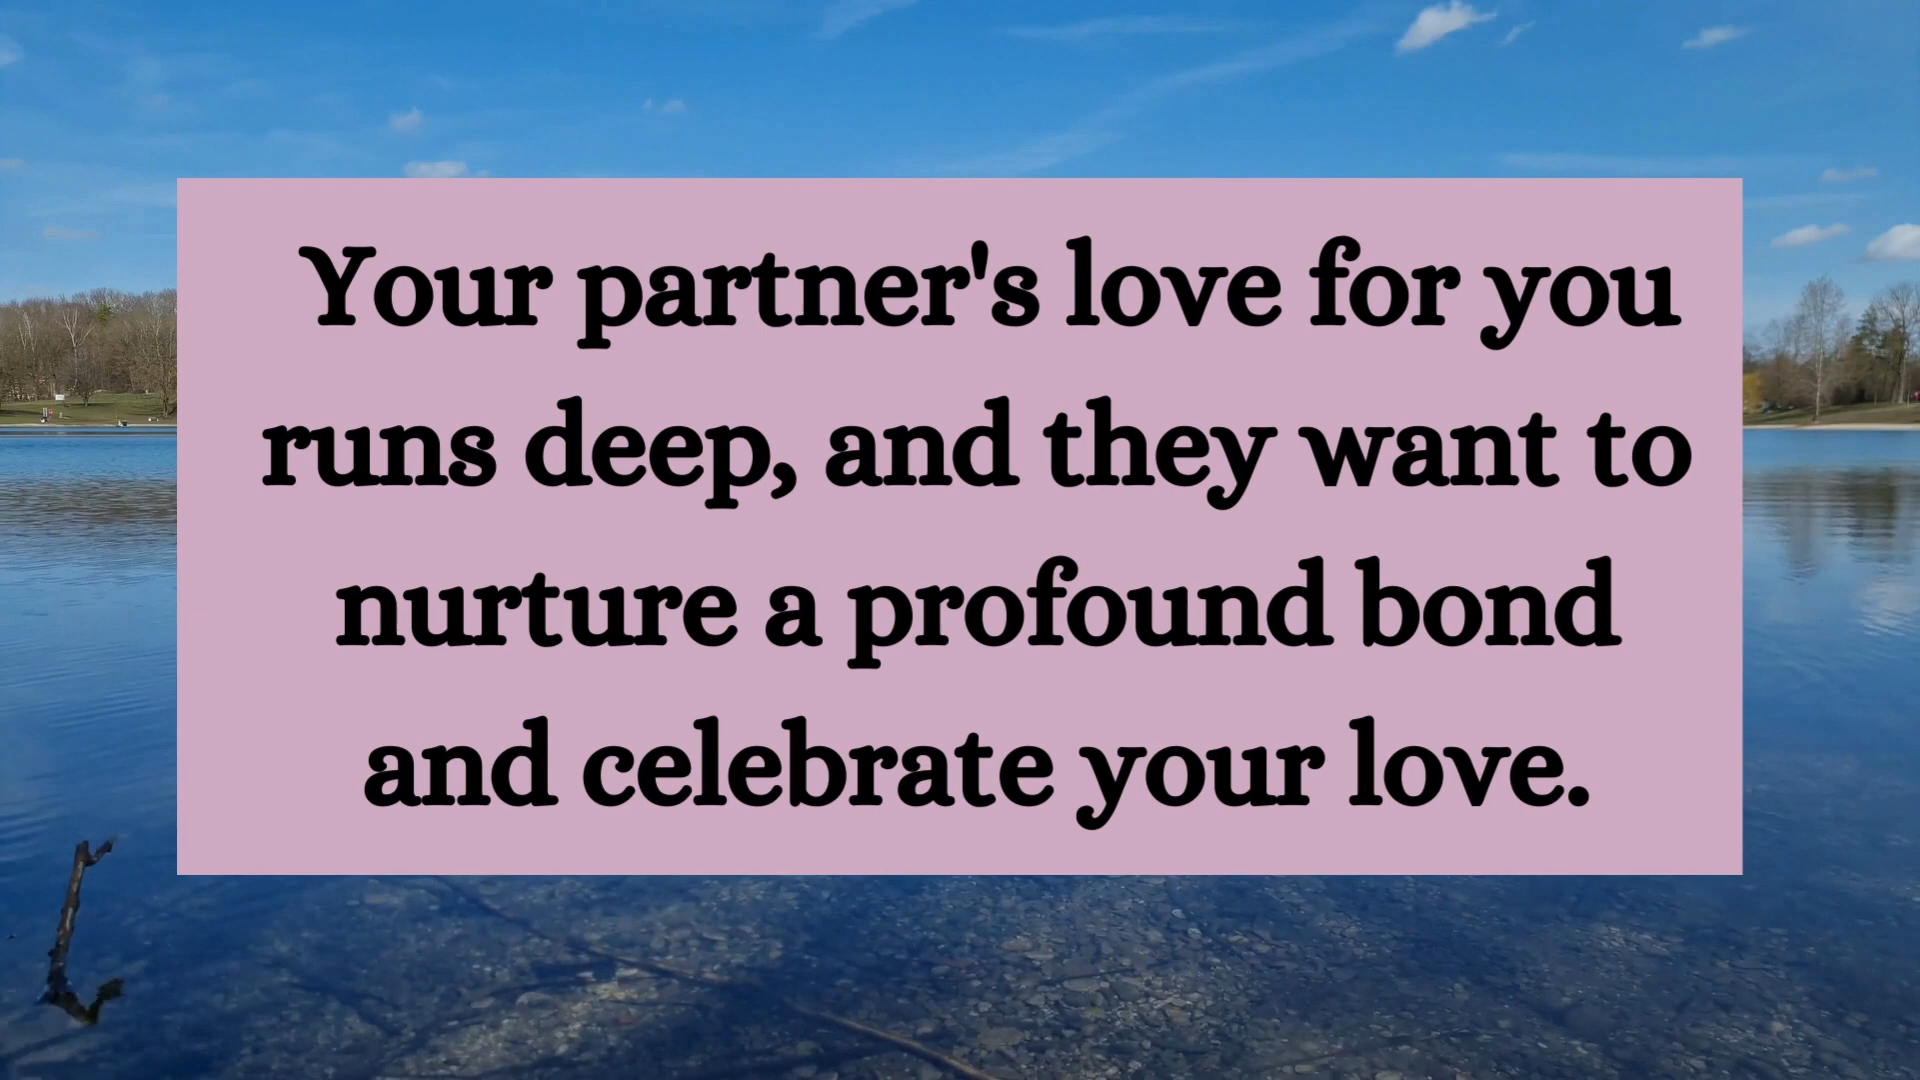 Your partner's love for you
runs deep, and they want to
nurture a profound bond
and celebrate your love.